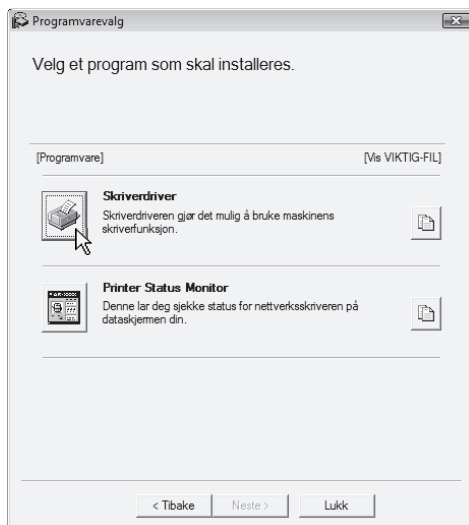 Programvarevalg
Velg et program som skal installeres.
[Programvare] [Vis VIKTIG-FIL]
Skriverdriver
Skriverdriveren gjør det mulig å bruke maskinens
skriverfunksjon.
Printer Status Monitor
Denne lar deg sjekke status for nettverksskriveren på
dataskjermen din.
< Tibake Neste > Lukk